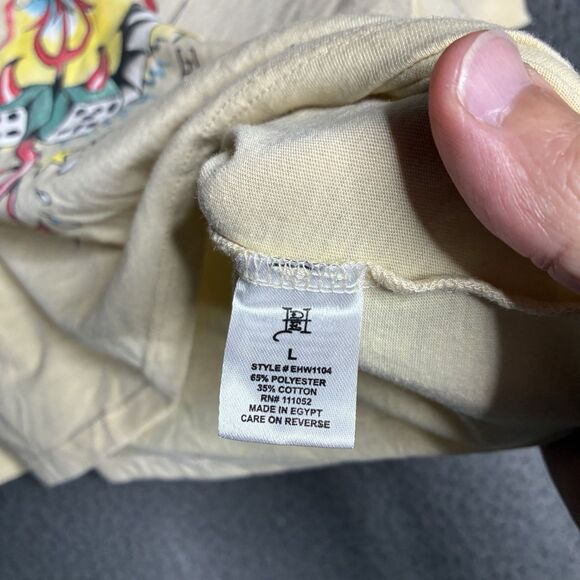 L
STYLE # EHW1104
65% POLYESTER
35% COTTON
RN# 111052
MADE IN EGYPT
CARE ON REVERSE